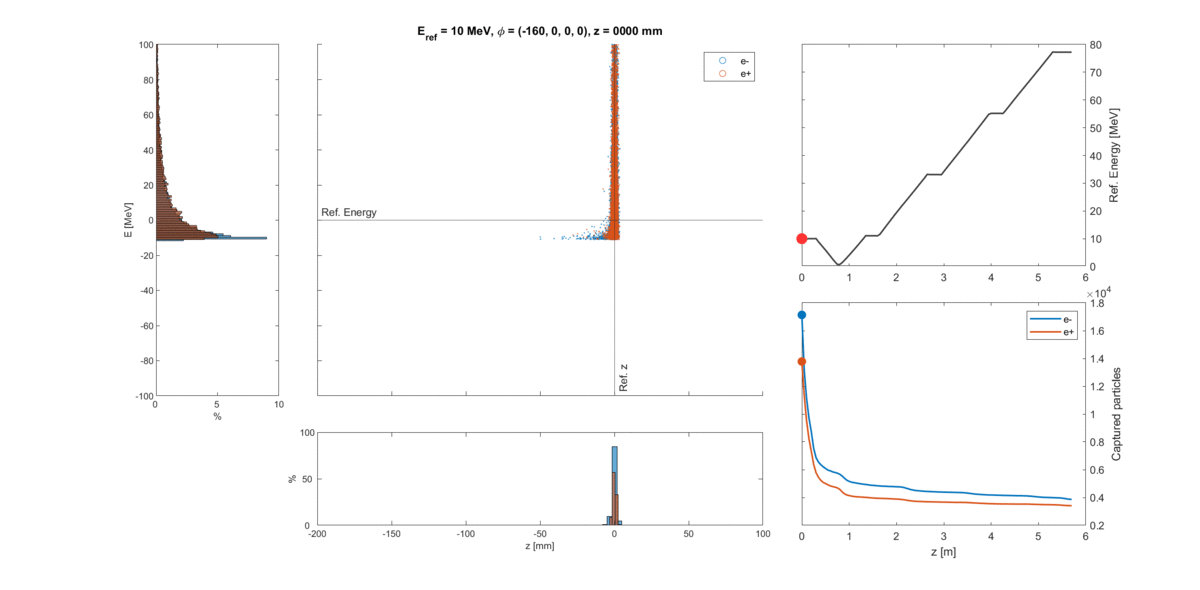 E_ref = 10 MeV, ϕ = (-160, 0, 0, 0), z = 0000 mm
100
80
60
40
20
0
-20
-40
-60
-80
-100
E [MeV]
0 5 10
%
e-
e+
Ref. Energy
Ref. z
100
50
0
%
-200 -150 -100 -50 0 50 100
z [mm]
80
70
60
50
40
30
20
10
0
Ref. Energy [MeV]
0 1 2 3 4 5 6
×10^4
1.8
1.6
1.4
1.2
1
0.8
0.6
0.4
0.2
Captured particles
e-
e+
0 1 2 3 4 5 6
z [m]